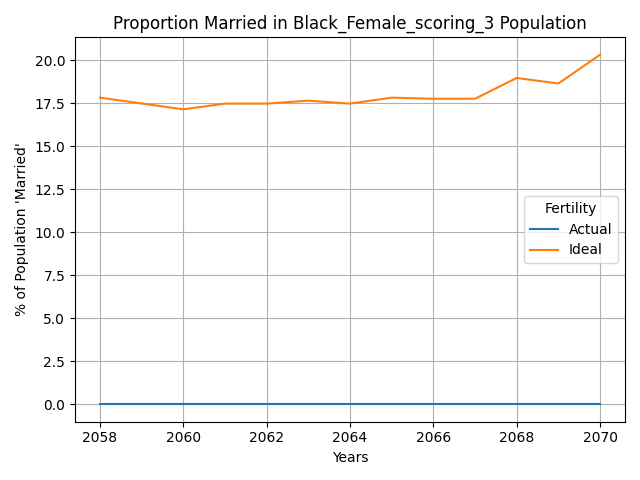 Proportion Married in Black_Female_scoring_3 Population
% of Population 'Married'
20.0
17.5
15.0
12.5
10.0
7.5
5.0
2.5
0.0
Fertility
Actual
Ideal
2058 2060 2062 2064 2066 2068 2070
Years